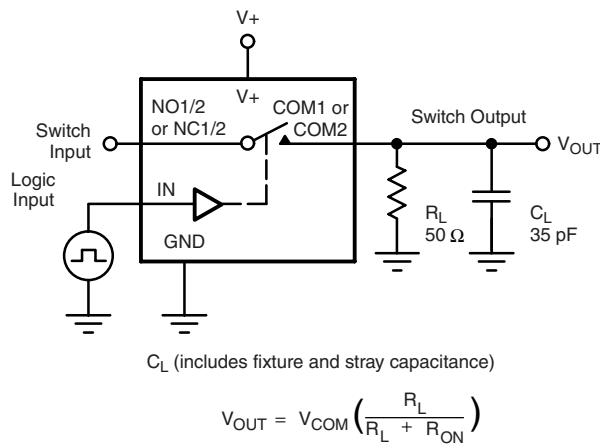 V+
V+
NO1/2
or NC1/2
COM1 or
COM2
Switch Output
Switch
Input
V_OUT
Logic
Input
IN
GND
R_L
50 Ω
C_L
35 pF
C_L (includes fixture and stray capacitance)
V_OUT = V_COM ( R_L / R_L + R_ON )